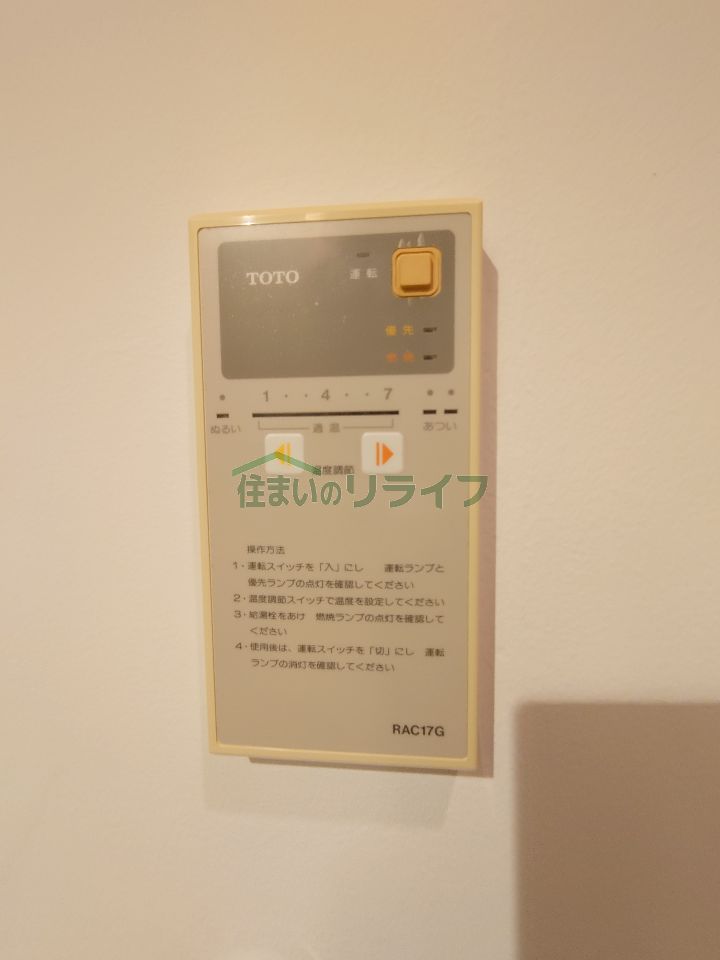 TOTO
運転
優先
燃焼
1 · · 4 · · 7
ぬるい
適温
あつい
温度調節
住まいのリライフ
操作方法
1・運転スイッチを「入」にし 運転ランプと
優先ランプの点灯を確認してください
2・温度調節スイッチで温度を設定してください
3・給湯栓をあけ 燃焼ランプの点灯を確認して
ください
4・使用後は、運転スイッチを「切」にし 運転
ランプの消灯を確認してください
RAC17G